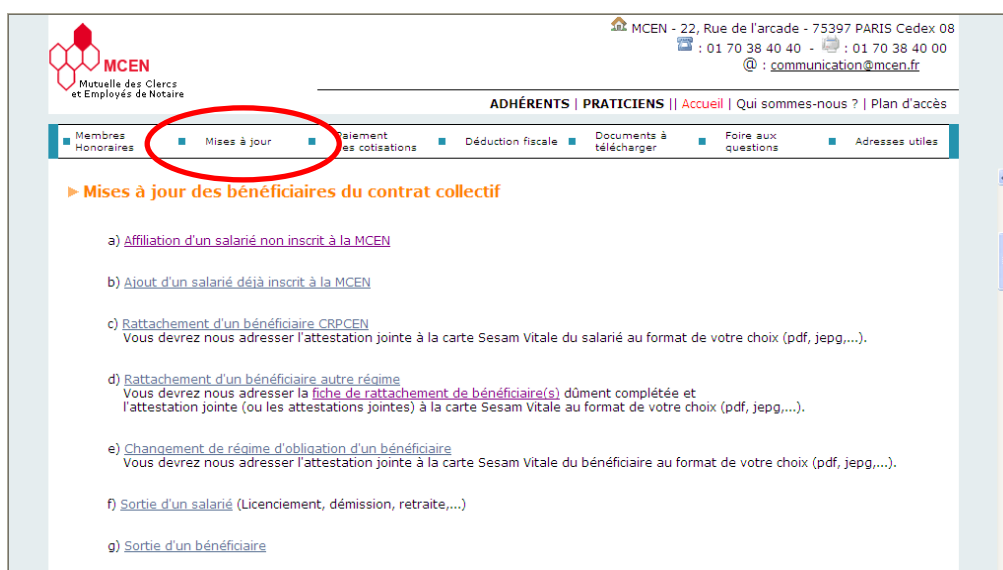 MCEN - 22, Rue de l'arcade - 75397 PARIS Cedex 08
: 01 70 38 40 40 - : 01 70 38 40 00
@ : communication@mcen.fr
MCEN
Mutuelle des Clercs
et Employés de Notaire
ADHÉRENTS | PRATICIENS || Accueil | Qui sommes-nous ? | Plan d'accès
Membres Honoraires
Mises à jour
Paiement des cotisations
Déduction fiscale
Documents à télécharger
Foire aux questions
Adresses utiles
Mises à jour des bénéficiaires du contrat collectif
a) Affiliation d'un salarié non inscrit à la MCEN
b) Ajout d'un salarié déjà inscrit à la MCEN
c) Rattachement d'un bénéficiaire CRPCEN
Vous devrez nous adresser l'attestation jointe à la carte Sesam Vitale du salarié au format de votre choix (pdf, jepg,...).
d) Rattachement d'un bénéficiaire autre régime
Vous devrez nous adresser la fiche de rattachement de bénéficiaire(s) dûment complétée et
l'attestation jointe (ou les attestations jointes) à la carte Sesam Vitale au format de votre choix (pdf, jepg,...).
e) Changement de régime d'obligation d'un bénéficiaire
Vous devrez nous adresser l'attestation jointe à la carte Sesam Vitale du bénéficiaire au format de votre choix (pdf, jepg,...).
f) Sortie d'un salarié (Licenciement, démission, retraite,...)
g) Sortie d'un bénéficiaire